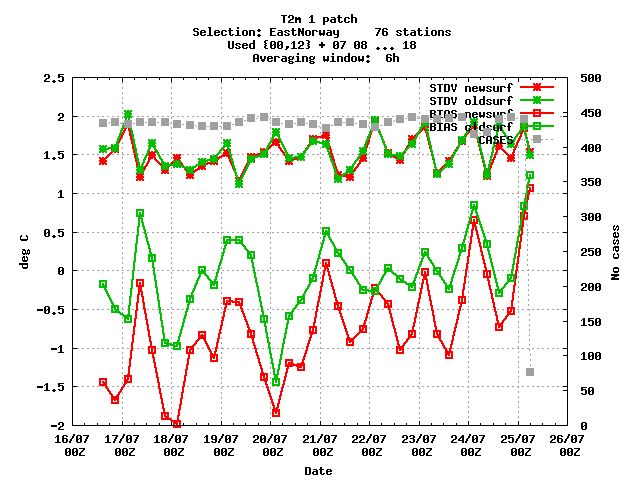 T2m 1 patch
Selection: EastNorway 76 stations
Used {00,12} + 07 08 ... 18
Averaging window: 6h
STDV newsurf
STDV oldsurf
BIAS newsurf
BIAS oldsurf
CASES
2.5
2
1.5
1
0.5
0
-0.5
-1
-1.5
-2
deg C
500
450
400
350
300
250
200
150
100
50
0
No cases
16/07 17/07 18/07 19/07 20/07 21/07 22/07 23/07 24/07 25/07 26/07
00Z 00Z 00Z 00Z 00Z 00Z 00Z 00Z 00Z 00Z 00Z
Date